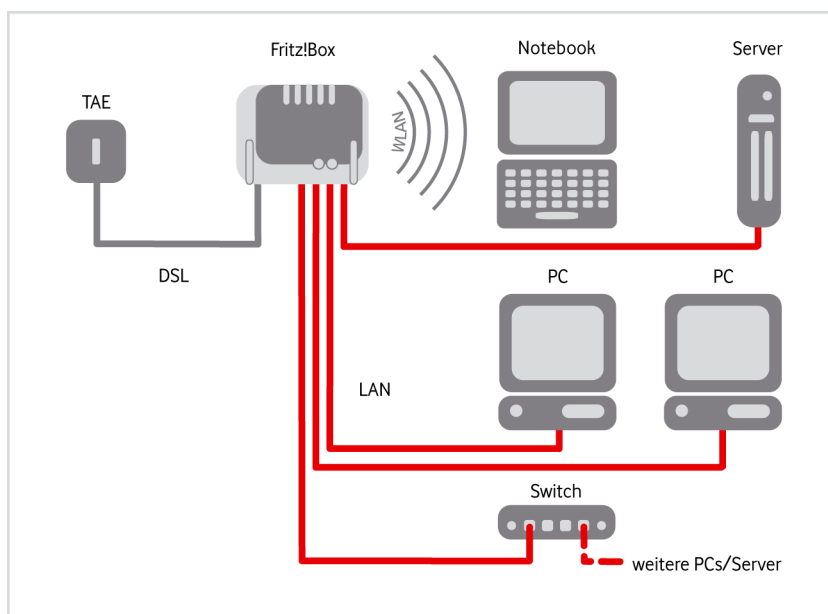 Fritz!Box
Notebook
Server
TAE
WLAN
DSL
PC
PC
LAN
Switch
weitere PCs/Server